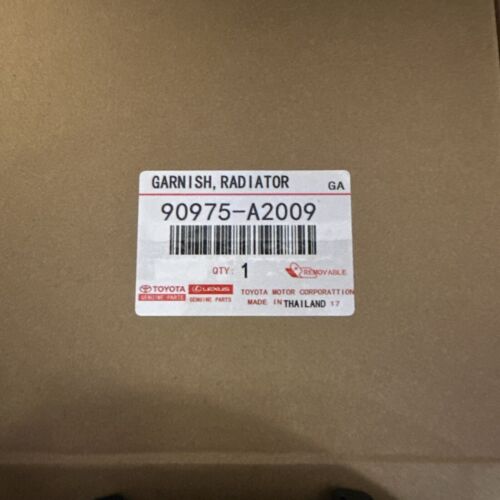 GARNISH, RADIATOR GA
90975-A2009
QTY: 1 REMOVABLE
TOYOTA LEXUS TOYOTA MOTOR CORPORATTION
GENUINE PARTS GENUINE PARTS MADE IN THAILAND 17